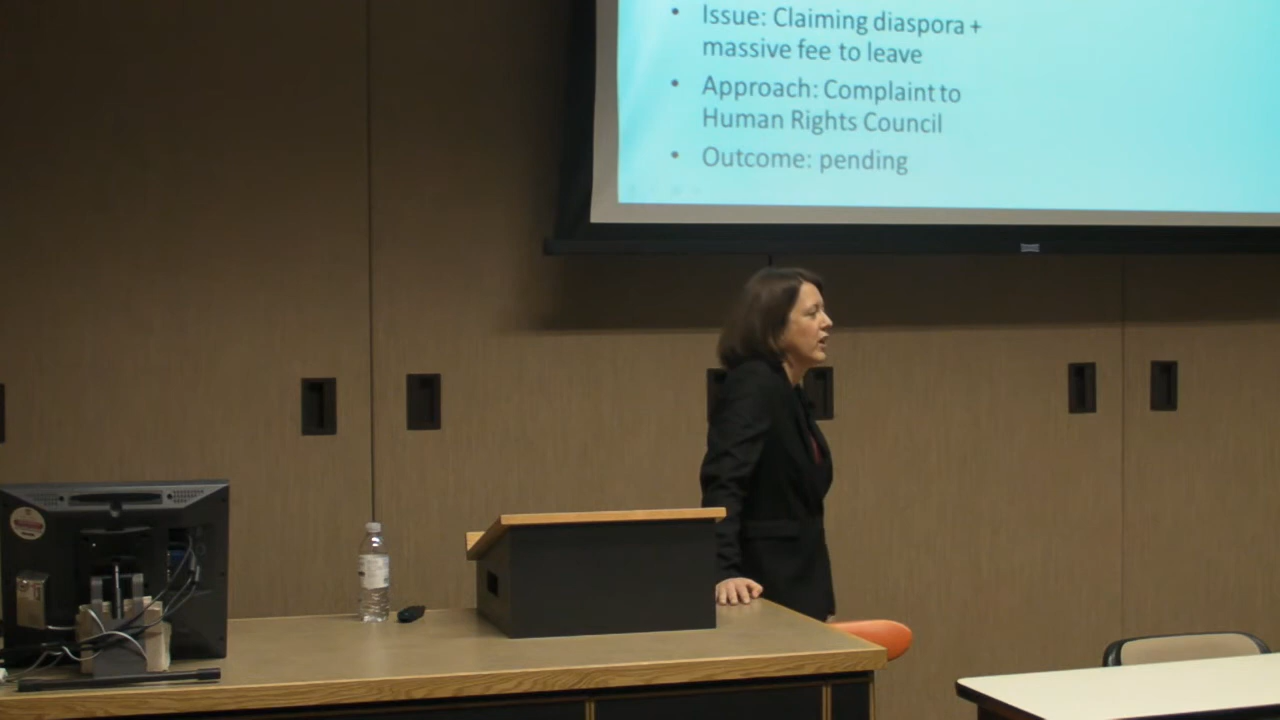 • Issue: Claiming diaspora +
massive fee to leave
• Approach: Complaint to
Human Rights Council
• Outcome: pending